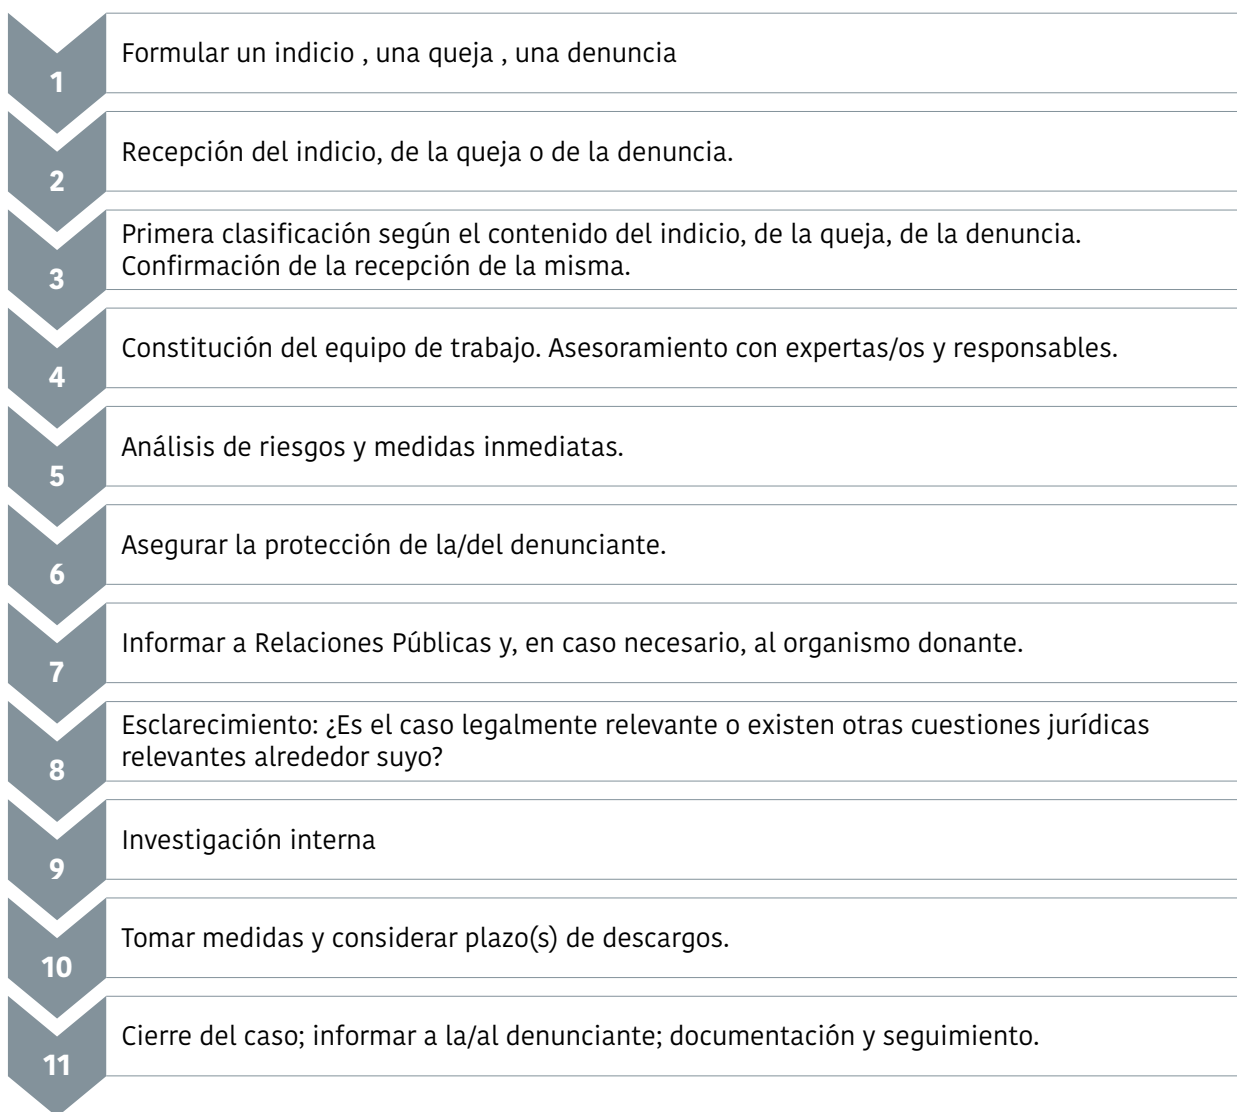 Formular un indicio , una queja , una denuncia
1
Recepción del indicio, de la queja o de la denuncia.
2
Primera clasificación según el contenido del indicio, de la queja, de la denuncia.
Confirmación de la recepción de la misma.
3
Constitución del equipo de trabajo. Asesoramiento con expertas/os y responsables.
4
Análisis de riesgos y medidas inmediatas.
5
Asegurar la protección de la/del denunciante.
6
Informar a Relaciones Públicas y, en caso necesario, al organismo donante.
7
Esclarecimiento: ¿Es el caso legalmente relevante o existen otras cuestiones jurídicas
relevantes alrededor suyo?
8
Investigación interna
9
Tomar medidas y considerar plazo(s) de descargos.
10
Cierre del caso; informar a la/al denunciante; documentación y seguimiento.
11